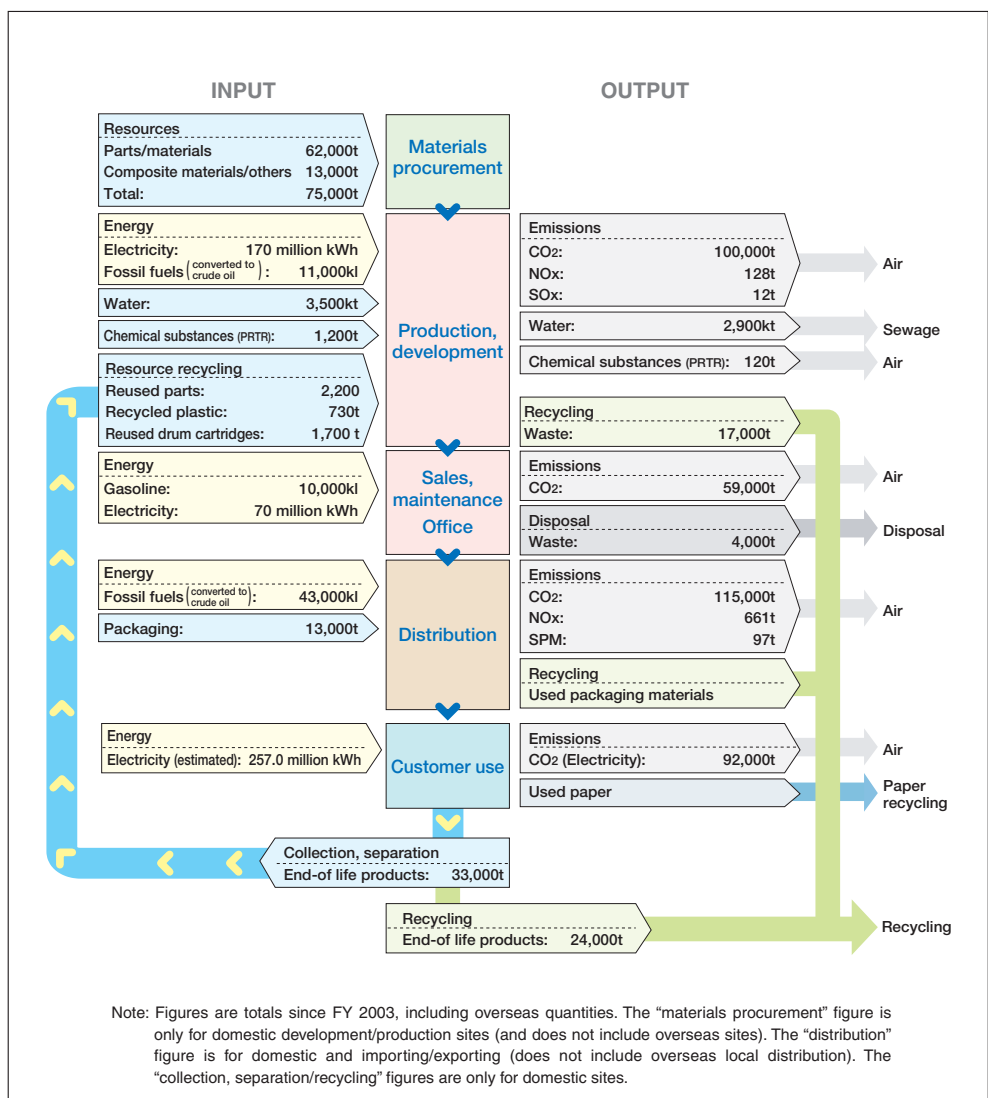 INPUT
OUTPUT
Resources
Parts/materials 62,000t
Composite materials/others 13,000t
Total: 75,000t
Materials
procurement
Energy
Electricity: 170 million kWh
Fossil fuels (converted to crude oil) : 11,000kl
Water: 3,500kt
Chemical substances (PRTR): 1,200t
Resource recycling
Reused parts: 2,200
Recycled plastic: 730t
Reused drum cartridges: 1,700 t
Production,
development
Emissions
CO2: 100,000t
NOx: 128t
SOx: 12t
Air
Water: 2,900kt
Sewage
Chemical substances (PRTR): 120t
Air
Recycling
Waste: 17,000t
Energy
Gasoline: 10,000kl
Electricity: 70 million kWh
Sales,
maintenance
Office
Emissions
CO2: 59,000t
Air
Disposal
Waste: 4,000t
Disposal
Energy
Fossil fuels (converted to crude oil): 43,000kl
Packaging: 13,000t
Distribution
Emissions
CO2: 115,000t
NOx: 661t
SPM: 97t
Air
Recycling
Used packaging materials
Energy
Electricity (estimated): 257.0 million kWh
Customer use
Emissions
CO2 (Electricity): 92,000t
Air
Used paper
Paper
recycling
Collection, separation
End-of life products: 33,000t
Recycling
End-of life products: 24,000t
Recycling
Note: Figures are totals since FY 2003, including overseas quantities. The “materials procurement” figure is
only for domestic development/production sites (and does not include overseas sites). The “distribution”
figure is for domestic and importing/exporting (does not include overseas local distribution). The
“collection, separation/recycling” figures are only for domestic sites.